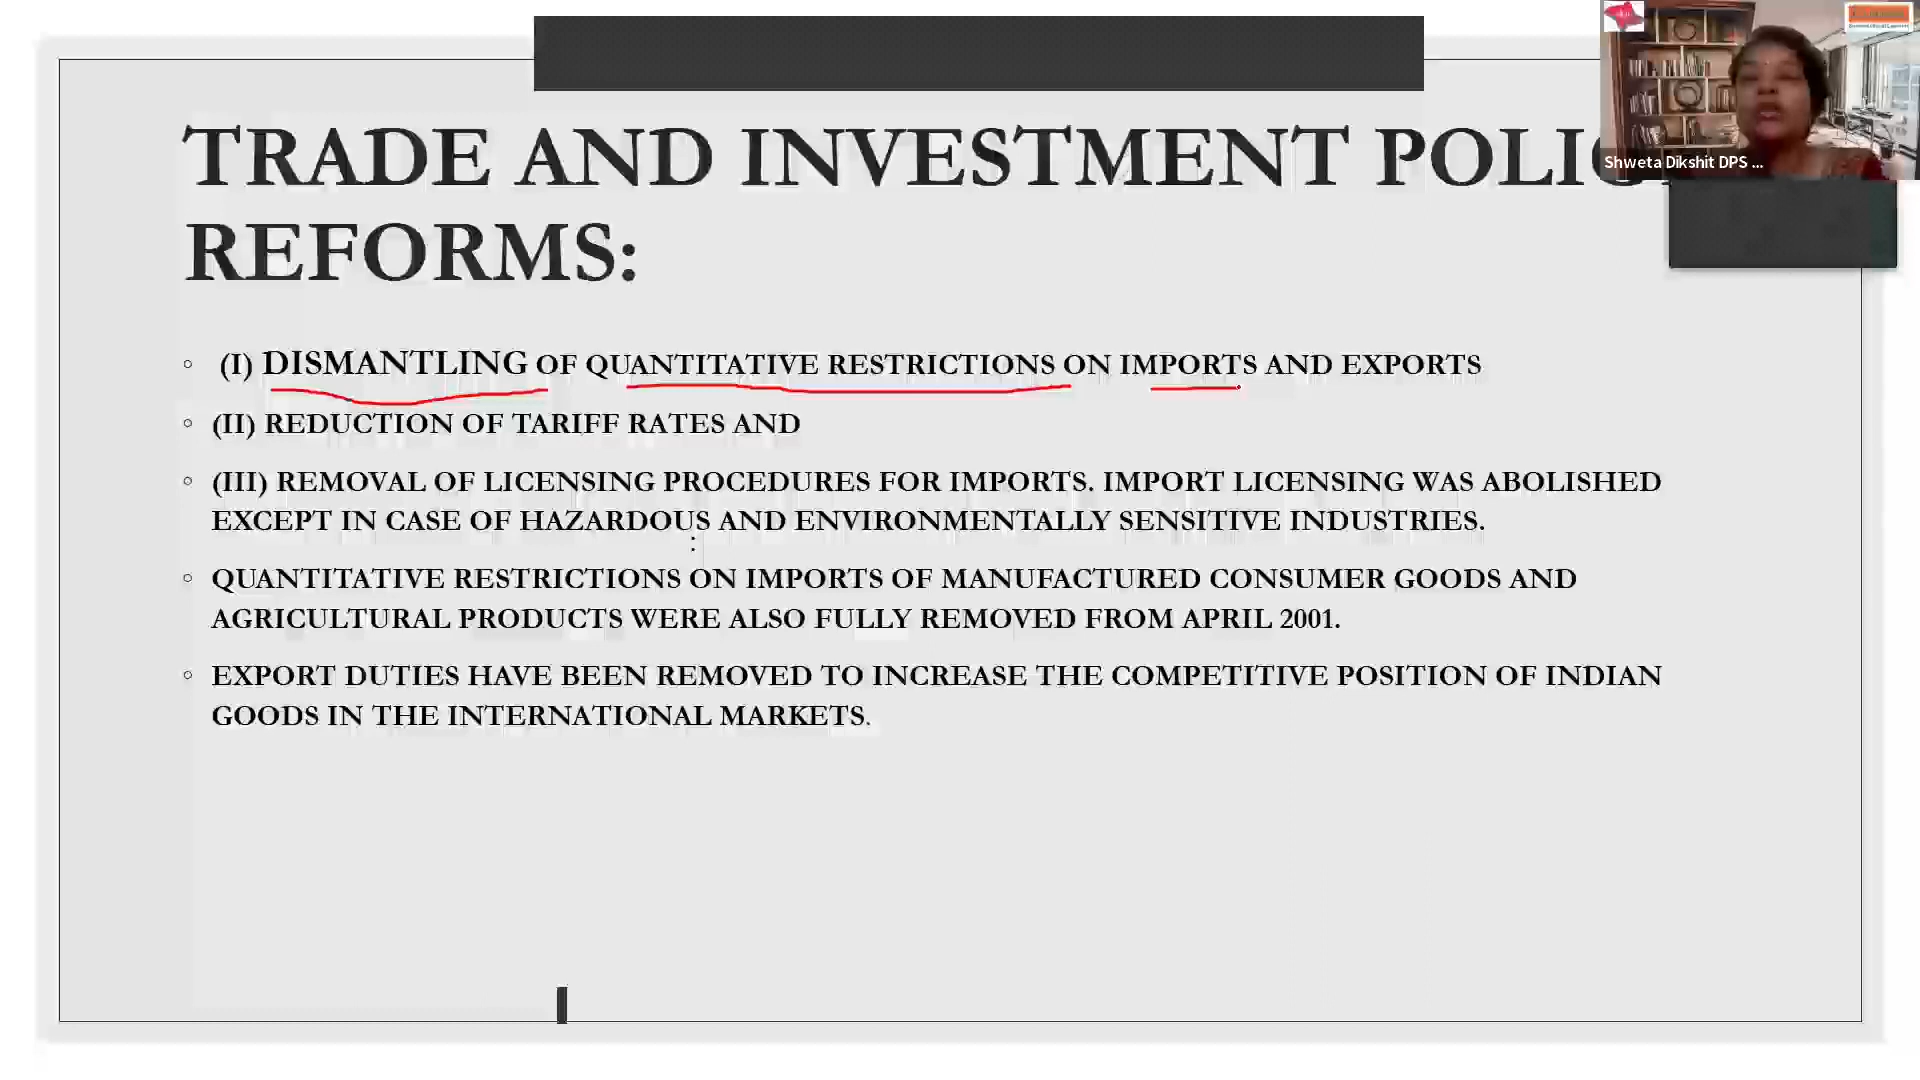 TRADE AND INVESTMENT POLIC
REFORMS:
Shweta Dikshit DPS ...
(I) DISMANTLING OF QUANTITATIVE RESTRICTIONS ON IMPORTS AND EXPORTS
(II) REDUCTION OF TARIFF RATES AND
(III) REMOVAL OF LICENSING PROCEDURES FOR IMPORTS. IMPORT LICENSING WAS ABOLISHED
EXCEPT IN CASE OF HAZARDOUS AND ENVIRONMENTALLY SENSITIVE INDUSTRIES.
:
QUANTITATIVE RESTRICTIONS ON IMPORTS OF MANUFACTURED CONSUMER GOODS AND
AGRICULTURAL PRODUCTS WERE ALSO FULLY REMOVED FROM APRIL 2001.
EXPORT DUTIES HAVE BEEN REMOVED TO INCREASE THE COMPETITIVE POSITION OF INDIAN
GOODS IN THE INTERNATIONAL MARKETS.